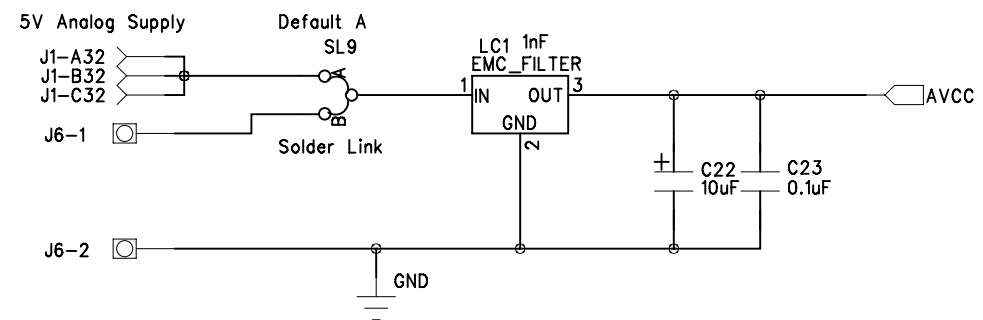 5V Analog Supply
Default A
SL9
J1-A32
J1-B32
J1-C32
A
B
J6-1
Solder Link
LC1 1nF
EMC_FILTER
1
IN
OUT
3
GND
2
AVCC
C22
10uF
C23
0.1uF
J6-2
GND